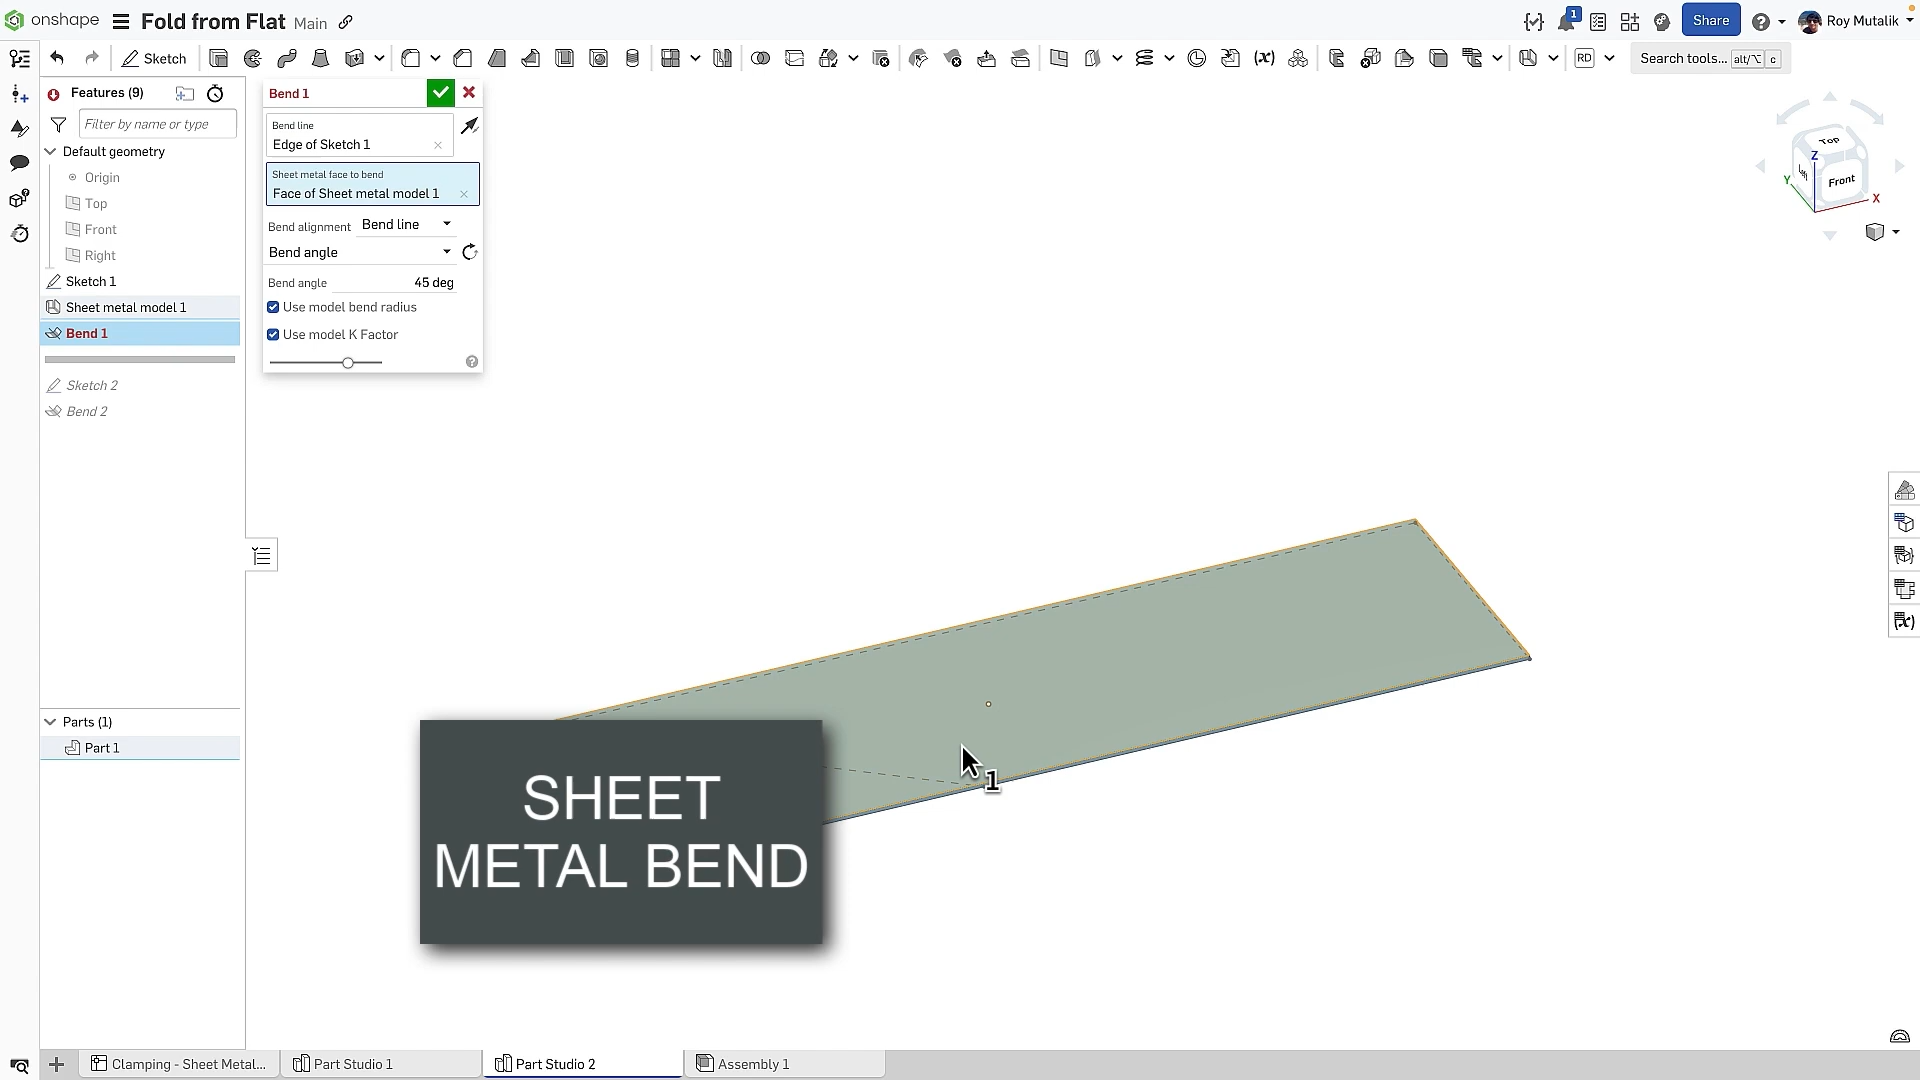 onshape
Fold from Flat Main
1
Share
Roy Mutalik
Sketch
Search tools... alt/⌥ c
Features (9)
Filter by name or type
Default geometry
Origin
Top
Front
Right
Sketch 1
Sheet metal model 1
Bend 1
Sketch 2
Bend 2
Parts (1)
Part 1
Bend 1
Bend line
Edge of Sketch 1
Sheet metal face to bend
Face of Sheet metal model 1
Bend alignment Bend line
Bend angle
Bend angle 45 deg
Use model bend radius
Use model K Factor
RD
Top
Left
Front
Z
Y
X
1
SHEET
METAL BEND
Clamping - Sheet Metal...
Part Studio 1
Part Studio 2
Assembly 1